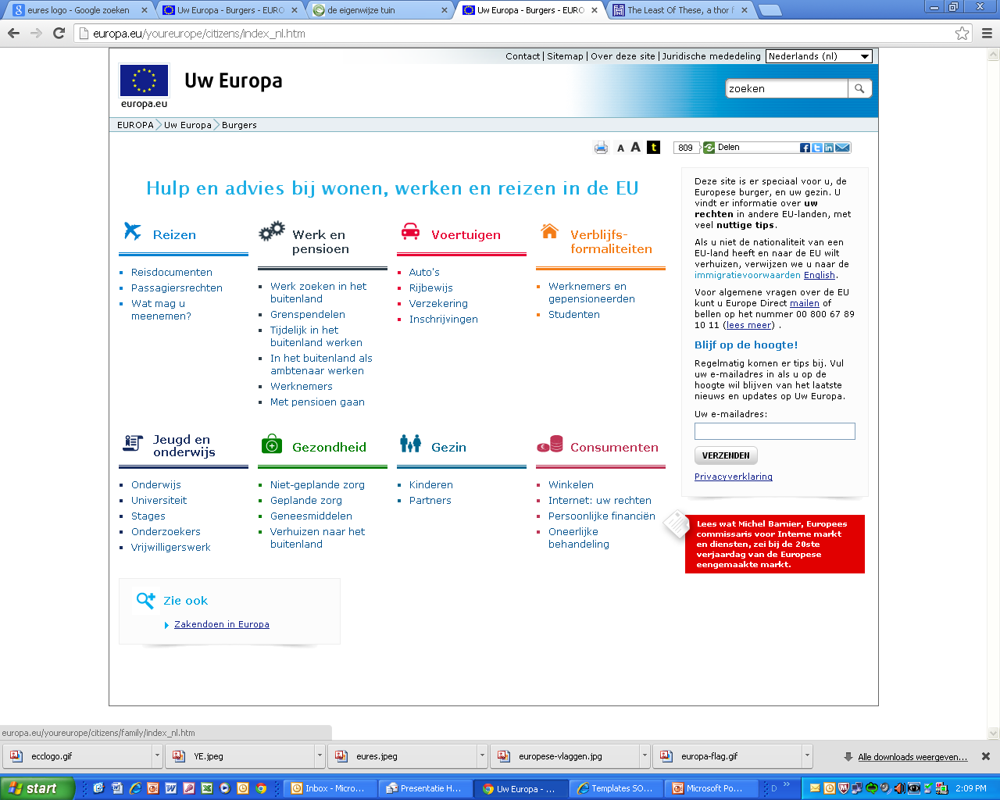 eures logo - Google zoeken
Uw Europa - Burgers - EURO
de eigenwijze tuin
Uw Europa - Burgers - EURO
The Least Of These, a thor f
europa.eu/youreurope/citizens/index_nl.htm
Contact | Sitemap | Over deze site | Juridische mededeling
Nederlands (nl)
europa.eu
Uw Europa
zoeken
EUROPA
Uw Europa
Burgers
A A t
809
Delen
Hulp en advies bij wonen, werken en reizen in de EU
Reizen
Reisdocumenten
Passagiersrechten
Wat mag u
meenemen?
Werk en
pensioen
Werk zoeken in het
buitenland
Grenspendelen
Tijdelijk in het
buitenland werken
In het buitenland als
ambtenaar werken
Werknemers
Met pensioen gaan
Voertuigen
Auto's
Rijbewijs
Verzekering
Inschrijvingen
Verblijfs-
formaliteiten
Werknemers en
gepensioneerden
Studenten
Jeugd en
onderwijs
Onderwijs
Universiteit
Stages
Onderzoekers
Vrijwilligerswerk
Gezondheid
Niet-geplande zorg
Geplande zorg
Geneesmiddelen
Verhuizen naar het
buitenland
Gezin
Kinderen
Partners
Consumenten
Winkelen
Internet: uw rechten
Persoonlijke financiën
Oneerlijke
behandeling
Deze site is er speciaal voor u, de
Europese burger, en uw gezin. U
vindt er informatie over uw
rechten in andere EU-landen, met
veel nuttige tips.
Als u niet de nationaliteit van een
EU-land heeft en naar de EU wilt
verhuizen, verwijzen we u naar de
immigratievoorwaarden English.
Voor algemene vragen over de EU
kunt u Europe Direct mailen of
bellen op het nummer 00 800 67 89
10 11 (lees meer) .
Blijf op de hoogte!
Regelmatig komen er tips bij. Vul
uw e-mailadres in als u op de
hoogte wil blijven van het laatste
nieuws en updates op Uw Europa.
Uw e-mailadres:
VERZENDEN
Privacyverklaring
Lees wat Michel Barnier, Europees
commissaris voor Interne markt
en diensten, zei bij de 20ste
verjaardag van de Europese
eengemaakte markt.
Zie ook
Zakendoen in Europa
europa.eu/youreurope/citizens/family/index_nl.htm
ecclogo.gif
YE.jpeg
eures.jpeg
europese-vlaggen.jpg
europa-flag.gif
Alle downloads weergeven...
start
Inbox - Micro...
Presentatie H...
Uw Europa - ...
Templates SO...
Microsoft Po...
D
2:09 PM